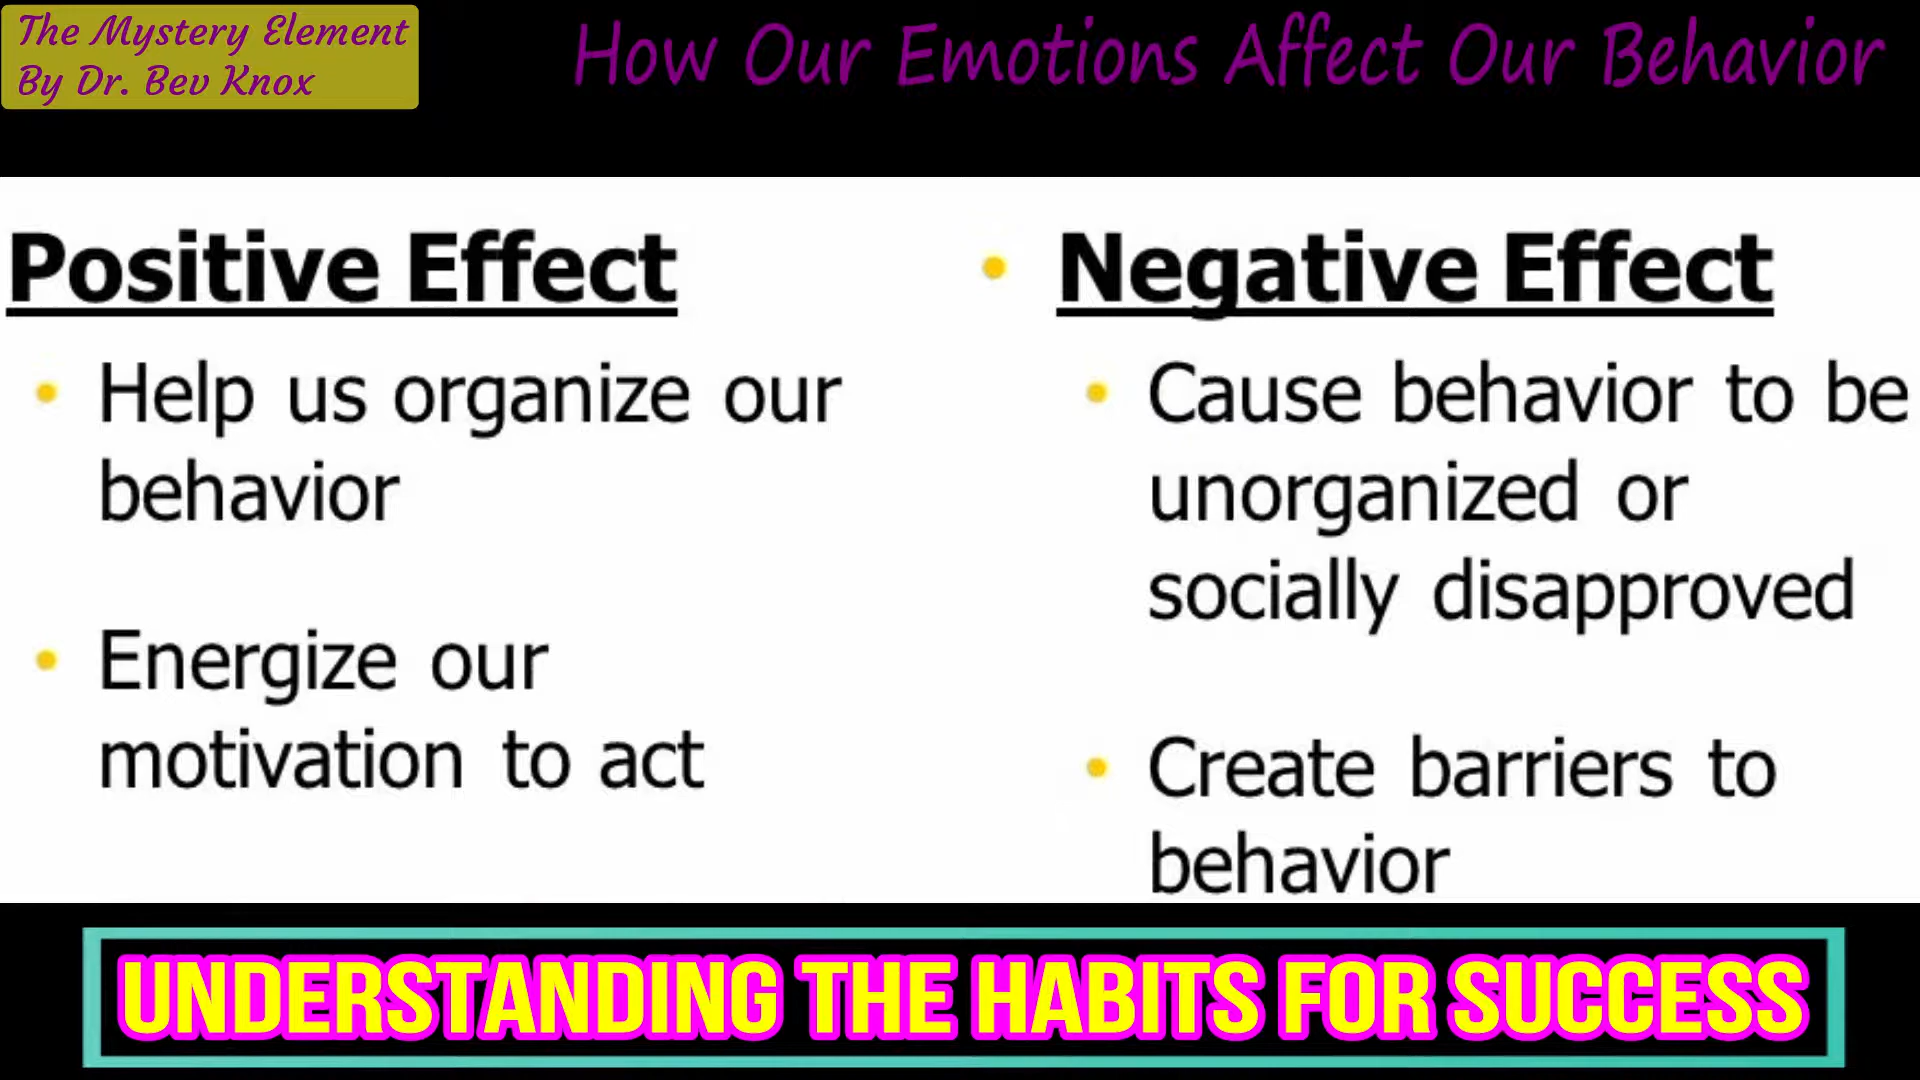 The Mystery Element
By Dr. Bev Knox
How Our Emotions Affect Our Behavior
Positive Effect
• Help us organize our
behavior
• Energize our
motivation to act
• Negative Effect
• Cause behavior to be
unorganized or
socially disapproved
• Create barriers to
behavior
UNDERSTANDING THE HABITS FOR SUCCESS